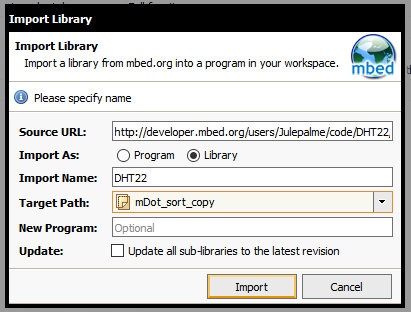 Import Library
Import Library
Import a library from mbed.org into a program in your workspace.
mbed
Please specify name
Source URL: http://developer.mbed.org/users/Julepalme/code/DHT22,
Import As: Program Library
Import Name: DHT22
Target Path: mDot_sort_copy
New Program: Optional
Update: Update all sub-libraries to the latest revision
Import Cancel